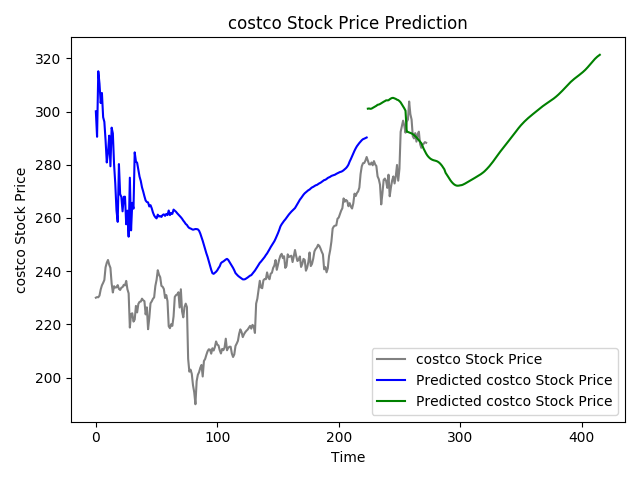 costco Stock Price Prediction
costco Stock Price
320
300
280
260
240
220
200
0
100
200
300
400
Time
costco Stock Price
Predicted costco Stock Price
Predicted costco Stock Price